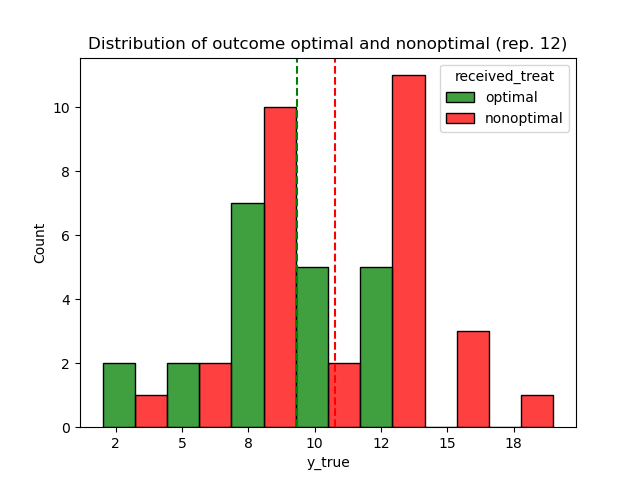 Distribution of outcome optimal and nonoptimal (rep. 12)
received_treat
optimal
nonoptimal
Count
10
8
6
4
2
0
2 5 8 10 12 15 18
y_true